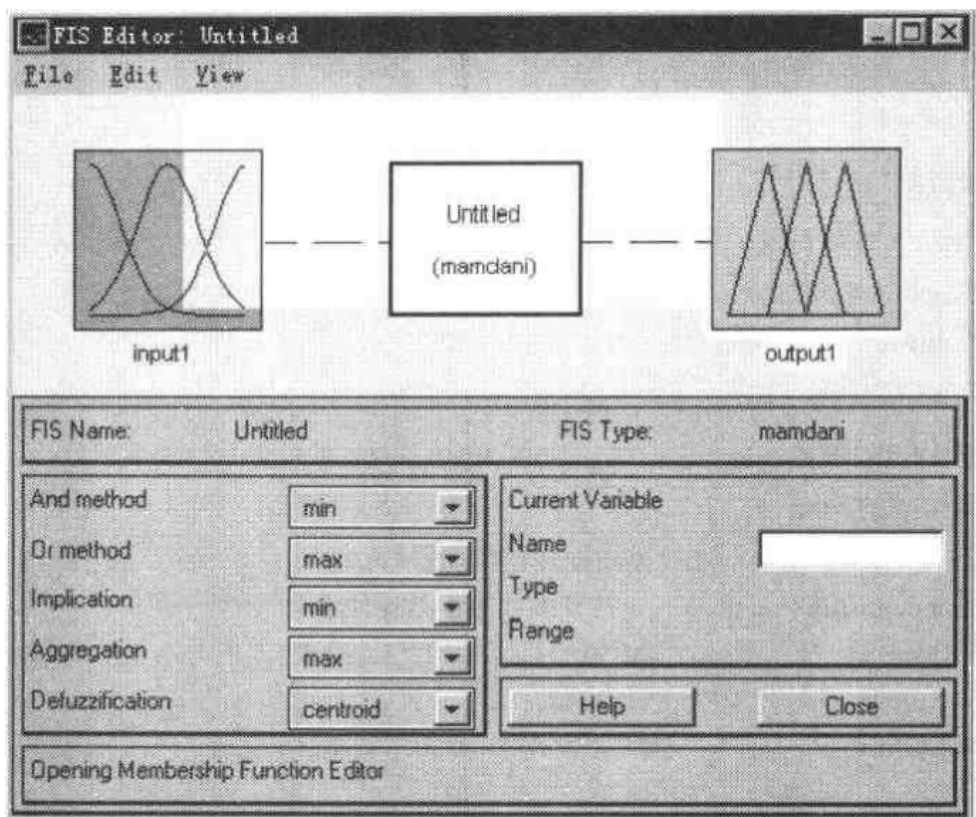 FIS Editor: Untitled
File Edit View
Untitled
(mamdani)
input1
output1
FIS Name: Untitled FIS Type: mamdani
And method min
Or method max
Implication min
Aggregation max
Defuzzification centroid
Current Variable
Name
Type
Range
Help Close
Opening Membership Function Editor